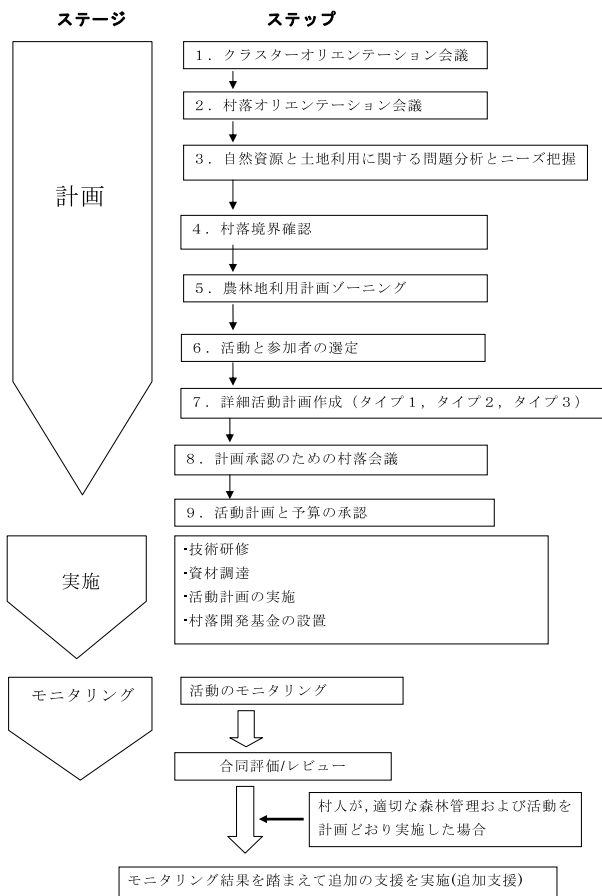 ステージ ステップ
1．クラスターオリエンテーション会議
2．村落オリエンテーション会議
3．自然資源と土地利用に関する問題分析とニーズ把握
計画
4．村落境界確認
5．農林地利用計画ゾーニング
6．活動と参加者の選定
7．詳細活動計画作成（タイプ1，タイプ2，タイプ3）
8．計画承認のための村落会議
9．活動計画と予算の承認
実施
・技術研修
・資材調達
・活動計画の実施
・村落開発基金の設置
モニタリング
活動のモニタリング
合同評価/レビュー
村人が,適切な森林管理および活動を
計画どおり実施した場合
モニタリング結果を踏まえて追加の支援を実施(追加支援)